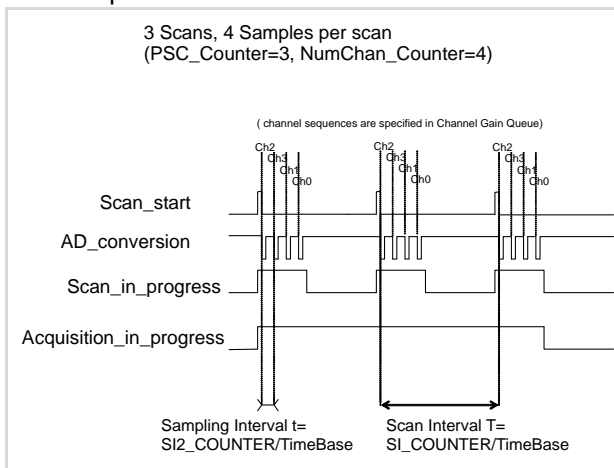 3 Scans, 4 Samples per scan
(PSC_Counter=3, NumChan_Counter=4)
( channel sequences are specified in Channel Gain Queue)
Ch2 Ch2 Ch2
Ch3 Ch3 Ch3
Ch1 Ch1 Ch1
Ch0 Ch0 Ch0
Scan_start
AD_conversion
Scan_in_progress
Acquisition_in_progress
Sampling Interval t=
SI2_COUNTER/TimeBase
Scan Interval T=
SI_COUNTER/TimeBase